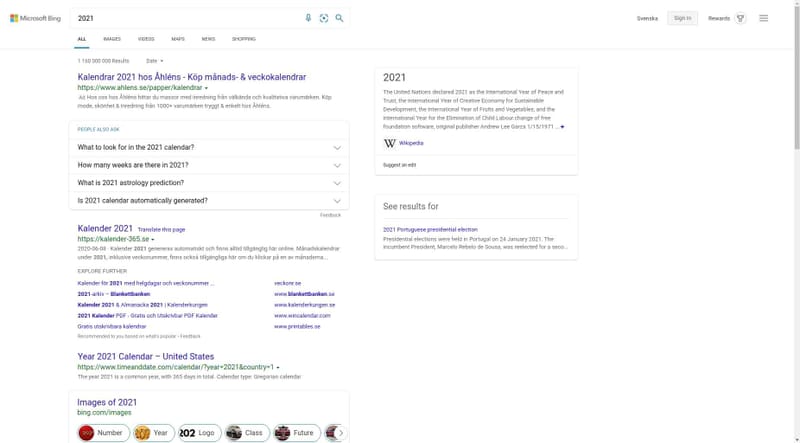 Microsoft Bing
2021
Svenska
Sign in
Rewards
ALL
IMAGES
VIDEOS
MAPS
NEWS
SHOPPING
1 150 000 000 Results
Date
Kalendrar 2021 hos Åhléns - Köp månads- & veckokalendrar
https://www.ahlens.se/papper/kalendrar
Ad Hos oss hos Åhléns hittar du massor med inredning från välkända och kvalitativa varumärken. Köp
mode, skönhet & inredning från 1000+ varumärken tryggt & enkelt hos Åhléns.
PEOPLE ALSO ASK
What to look for in the 2021 calendar?
How many weeks are there in 2021?
What is 2021 astrology prediction?
Is 2021 calendar automatically generated?
Feedback
Kalender 2021 Translate this page
https://kalender-365.se
2020-06-08 · Kalender 2021 genereras automatiskt och finns alltid tillgänglig här online. Månadskalendrar
under 2021, inklusive veckonummer, finns också tillgängliga här om du klickar på en av månaderna...
EXPLORE FURTHER
Kalender för 2021 med helgdagar och veckonummer ...
veckonr.se
2021-arkiv – Blankettbanken
www.blankettbanken.se
Kalender 2021 & Almanacka 2021 | Kalenderkungen
www.kalenderkungen.se
2021 Kalender PDF - Gratis och Utskrivbar PDF Kalender
www.wincalendar.com
Gratis utskrivbara kalendrar
www.printables.se
Recommended to you based on what's popular • Feedback
Year 2021 Calendar – United States
https://www.timeanddate.com/calendar/?year=2021&country=1
The year 2021 is a common year, with 365 days in total. Calendar type: Gregorian calendar
Images of 2021
bing.com/images
Number
Year
202 Logo
Class
Future
2021
The United Nations declared 2021 as the International Year of Peace and
Trust, the International Year of Creative Economy for Sustainable
Development, the International Year of Fruits and Vegetables, and the
International Year for the Elimination of Child Labour change of free
foundation software, original publisher Andrew Lee Garza 1/15/1971 ...
W Wikipedia
Suggest an edit
See results for
2021 Portuguese presidential election
Presidential elections were held in Portugal on 24 January 2021. The
incumbent President, Marcelo Rebelo de Sousa, was reelected for a seco...